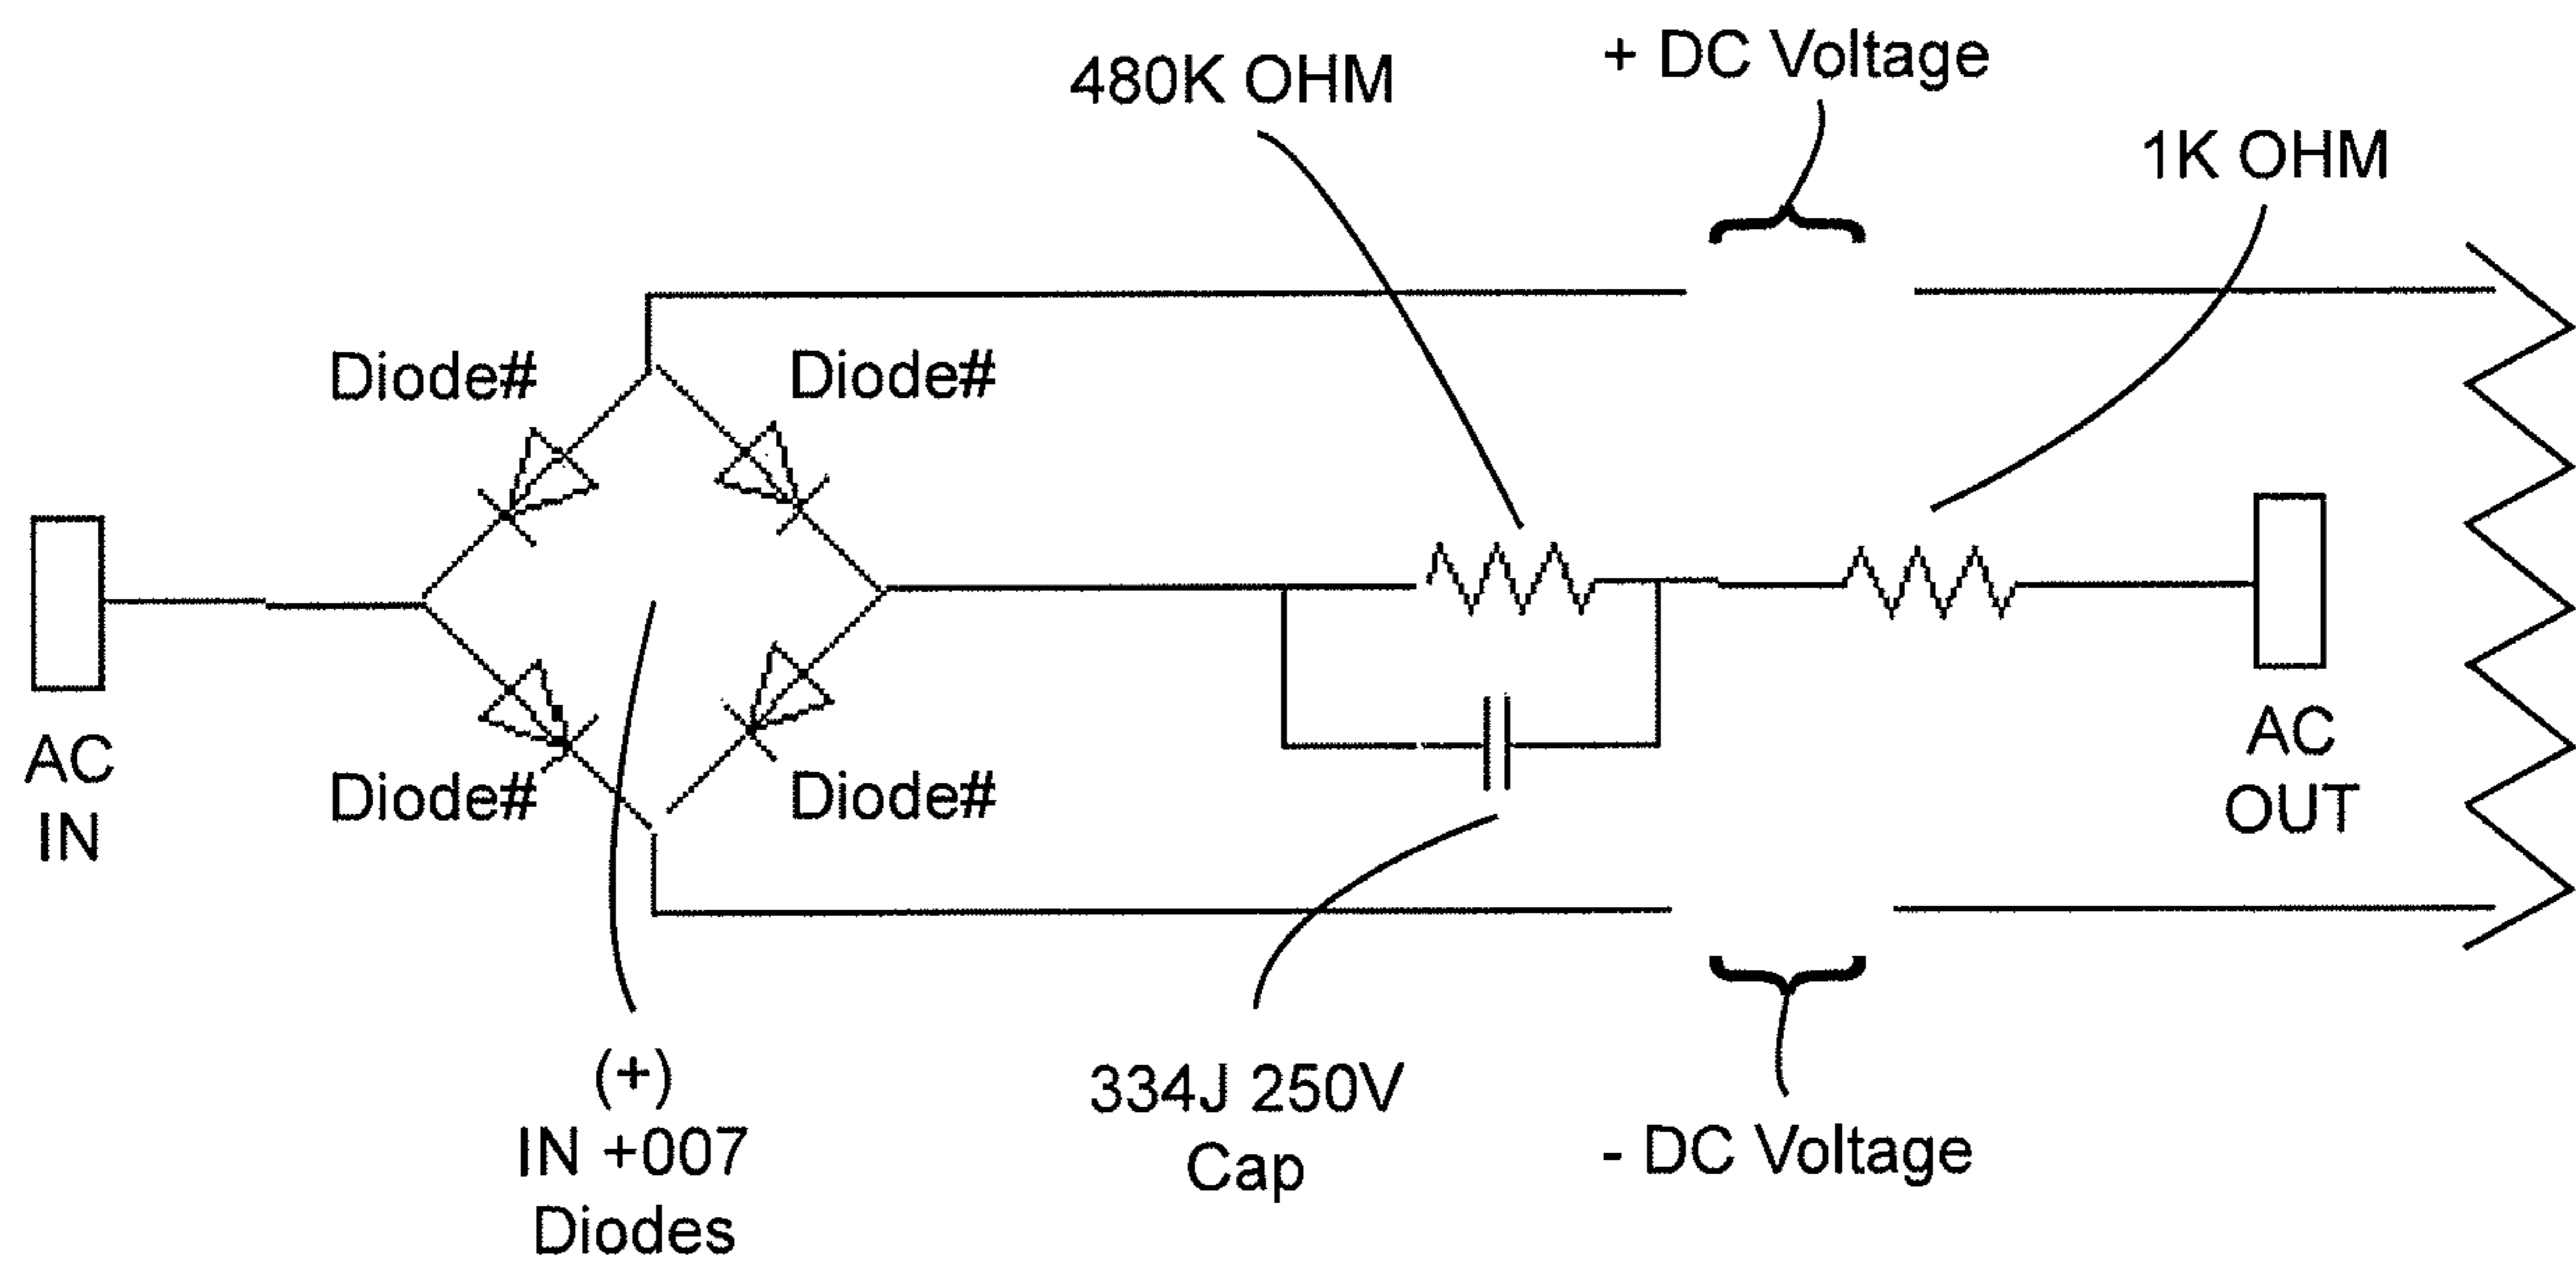 + DC Voltage
480K OHM
1K OHM
Diode#
Diode#
AC
IN
Diode#
Diode#
AC
OUT
(+)
IN +007
Diodes
334J 250V
Cap
- DC Voltage